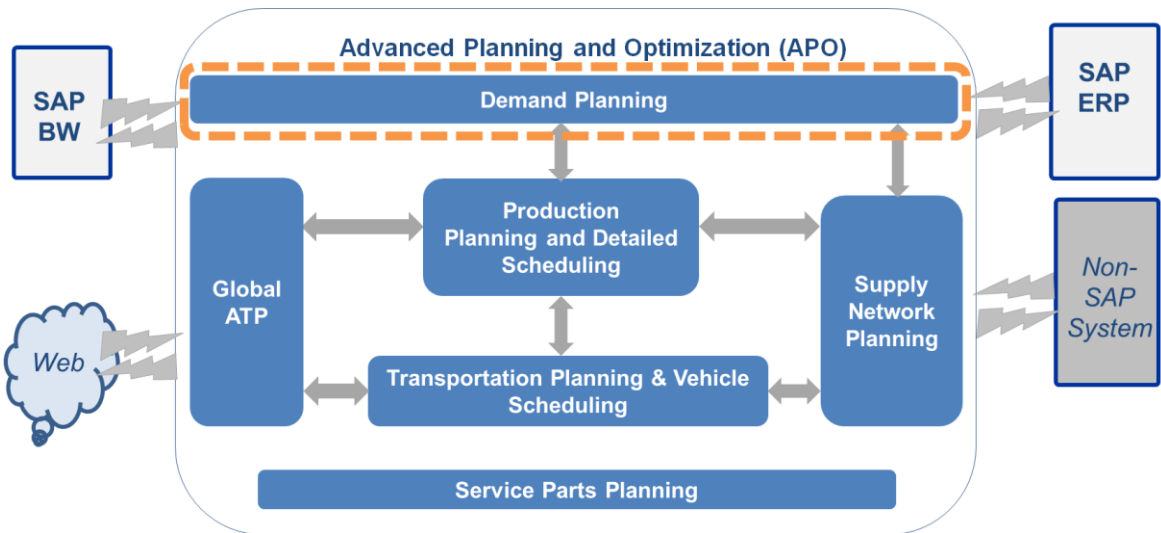 Advanced Planning and Optimization (APO)
SAP
BW
Demand Planning
SAP
ERP
Global
ATP
Production
Planning and Detailed
Scheduling
Supply
Network
Planning
Non-
SAP
System
Web
Transportation Planning & Vehicle
Scheduling
Service Parts Planning